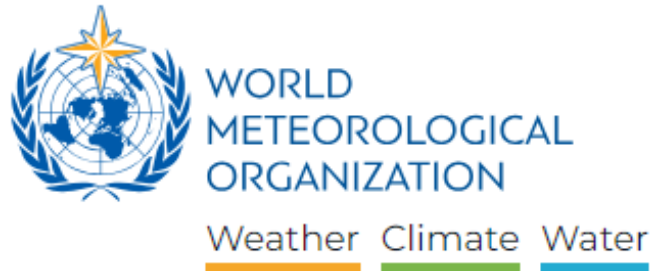 WORLD
METEOROLOGICAL
ORGANIZATION
Weather Climate Water